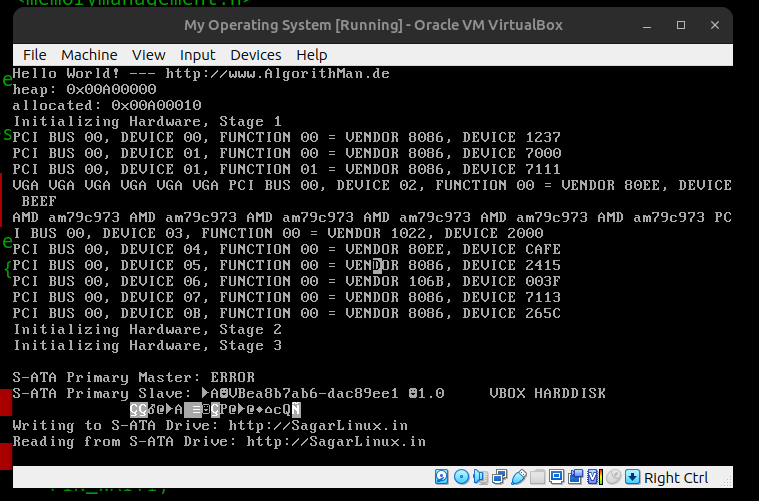 <memorymanagement.h>
My Operating System [Running] - Oracle VM VirtualBox
File Machine View Input Devices Help
Hello World! --- http://www.AlgorithMan.de
heap: 0x00A00000
allocated: 0x00A00010
Initializing Hardware, Stage 1
PCI BUS 00, DEVICE 00, FUNCTION 00 = VENDOR 8086, DEVICE 1237
PCI BUS 00, DEVICE 01, FUNCTION 00 = VENDOR 8086, DEVICE 7000
PCI BUS 00, DEVICE 01, FUNCTION 01 = VENDOR 8086, DEVICE 7111
VGA VGA VGA VGA VGA VGA PCI BUS 00, DEVICE 02, FUNCTION 00 = VENDOR 80EE, DEVICE
BEEF
AMD am79c973 AMD am79c973 AMD am79c973 AMD am79c973 AMD am79c973 AMD am79c973 PC
I BUS 00, DEVICE 03, FUNCTION 00 = VENDOR 1022, DEVICE 2000
PCI BUS 00, DEVICE 04, FUNCTION 00 = VENDOR 80EE, DEVICE CAFE
PCI BUS 00, DEVICE 05, FUNCTION 00 = VENDOR 8086, DEVICE 2415
PCI BUS 00, DEVICE 06, FUNCTION 00 = VENDOR 106B, DEVICE 003F
PCI BUS 00, DEVICE 07, FUNCTION 00 = VENDOR 8086, DEVICE 7113
PCI BUS 00, DEVICE 0B, FUNCTION 00 = VENDOR 8086, DEVICE 265C
Initializing Hardware, Stage 2
Initializing Hardware, Stage 3
S-ATA Primary Master: ERROR
S-ATA Primary Slave: ►A◙VBea8b7ab6-dac89ee1 ◙1.0 VBOX HARDDISK
ÇÇ♂@►A ≡☺ÇP@►@♦⌂cQÑ
Writing to S-ATA Drive: http://SagarLinux.in
Reading from S-ATA Drive: http://SagarLinux.in
Right Ctrl